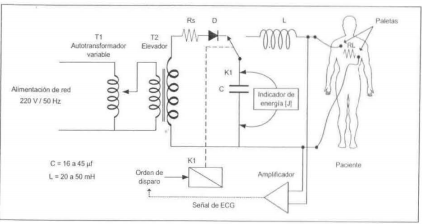 T1
Autotransformador
variable
T2
Elevador
Rs
D
L
Paletas
RL
K1
C
Indicador de
energía [J]
Alimentación de red
220 V / 50 Hz
Paciente
C = 16 a 45 µf
L = 20 a 50 mH
K1
Orden de
disparo
Amplificador
Señal de ECG